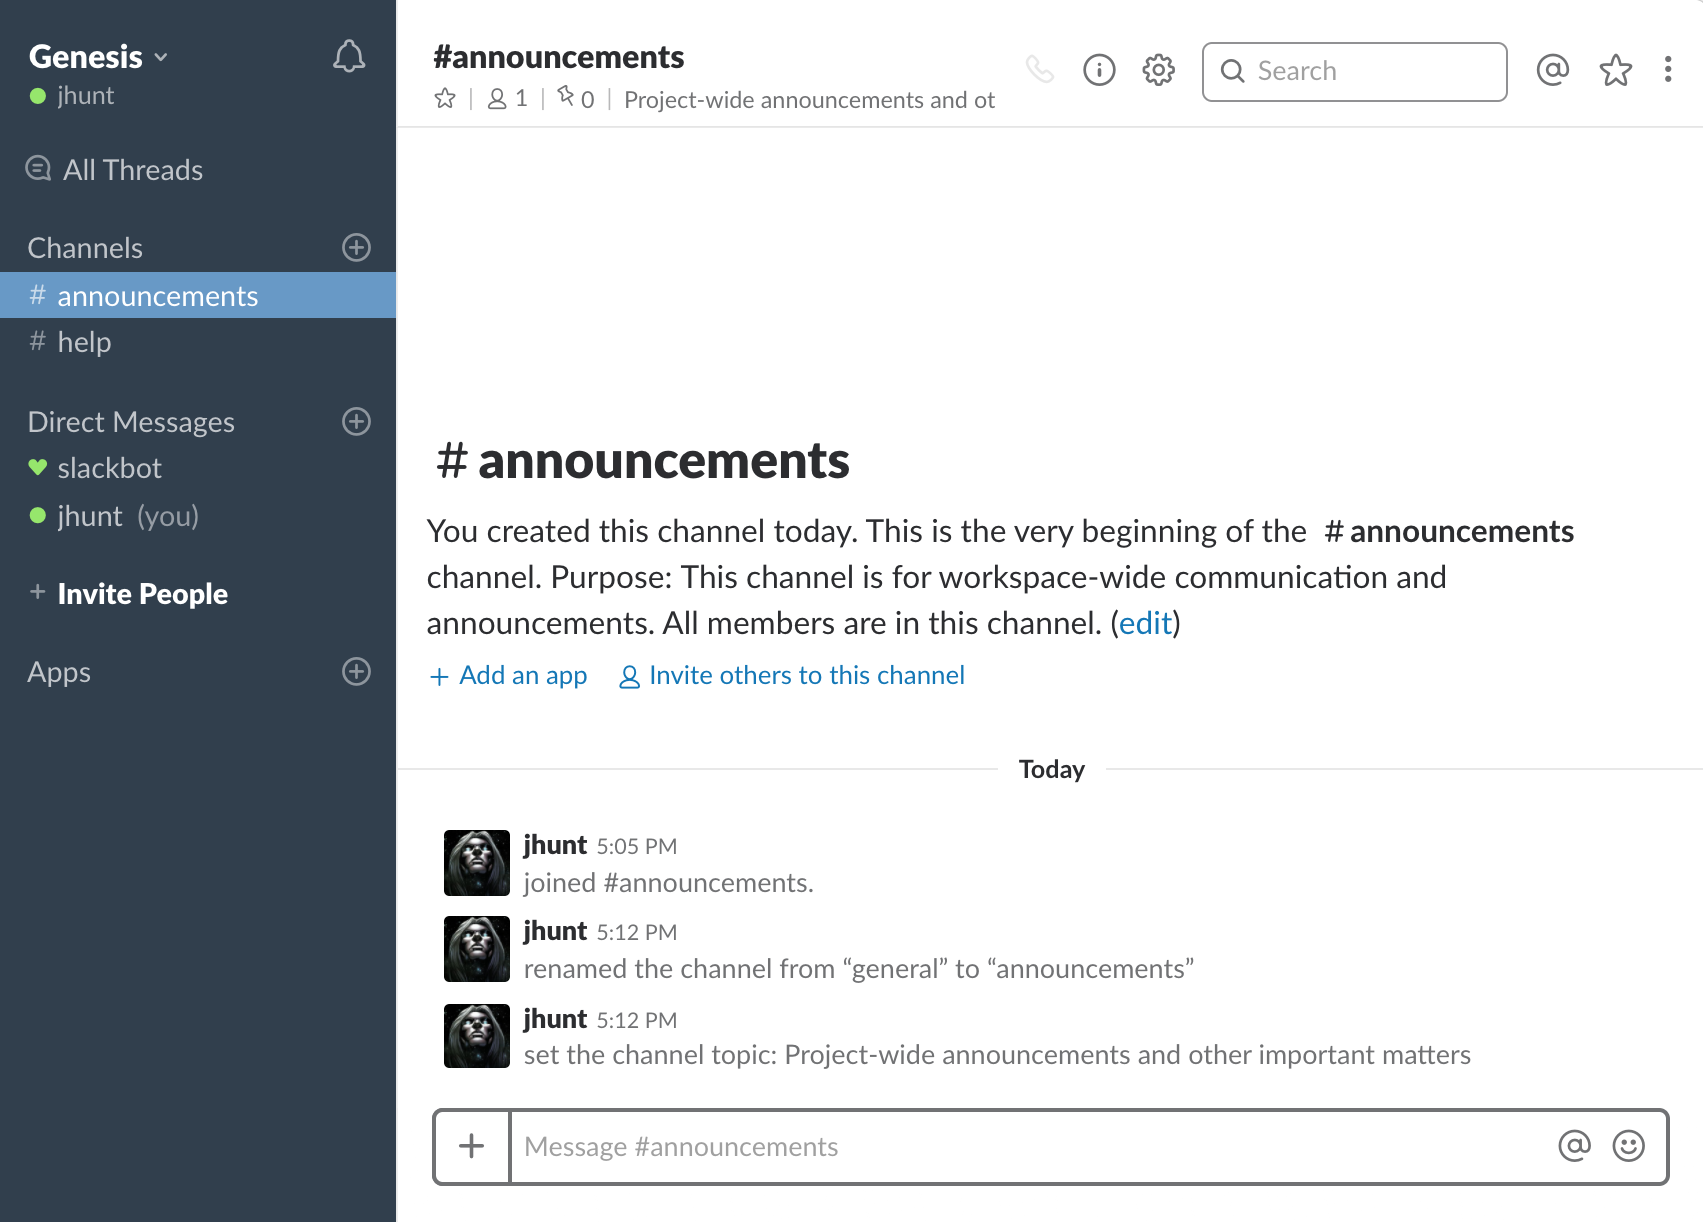 Genesis
jhunt
All Threads
Channels
# announcements
# help
Direct Messages
slackbot
jhunt (you)
+ Invite People
Apps
#announcements
1 | 0 | Project-wide announcements and ot
Search
# announcements
You created this channel today. This is the very beginning of the # announcements
channel. Purpose: This channel is for workspace-wide communication and
announcements. All members are in this channel. (edit)
+ Add an app Invite others to this channel
Today
jhunt 5:05 PM
joined #announcements.
jhunt 5:12 PM
renamed the channel from “general” to “announcements”
jhunt 5:12 PM
set the channel topic: Project-wide announcements and other important matters
+ Message #announcements @